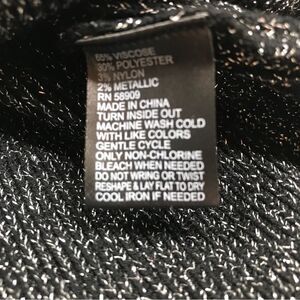 65% VISCOSE
30% POLYESTER
3% NYLON
2% METALLIC
RN 58909
MADE IN CHINA
TURN INSIDE OUT
MACHINE WASH COLD
WITH LIKE COLORS
GENTLE CYCLE
ONLY NON-CHLORINE
BLEACH WHEN NEEDED
DO NOT WRING OR TWIST
RESHAPE & LAY FLAT TO DRY
COOL IRON IF NEEDED